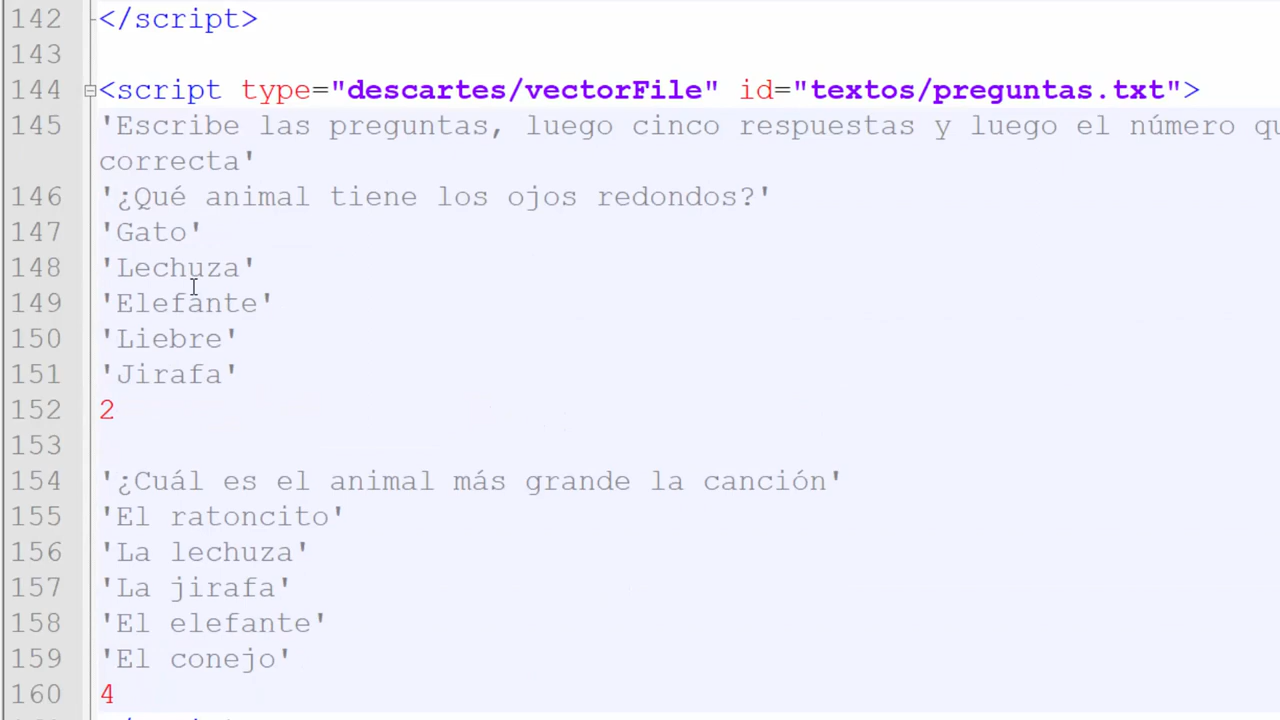 142 </script>
143
144 <script type="descartes/vectorFile" id="textos/preguntas.txt">
145 'Escribe las preguntas, luego cinco respuestas y luego el número
correcta'
146 '¿Qué animal tiene los ojos redondos?'
147 'Gato'
148 'Lechuza'
149 'Elefante'
150 'Liebre'
151 'Jirafa'
152 2
153
154 '¿Cuál es el animal más grande la canción'
155 'El ratoncito'
156 'La lechuza'
157 'La jirafa'
158 'El elefante'
159 'El conejo'
160 4